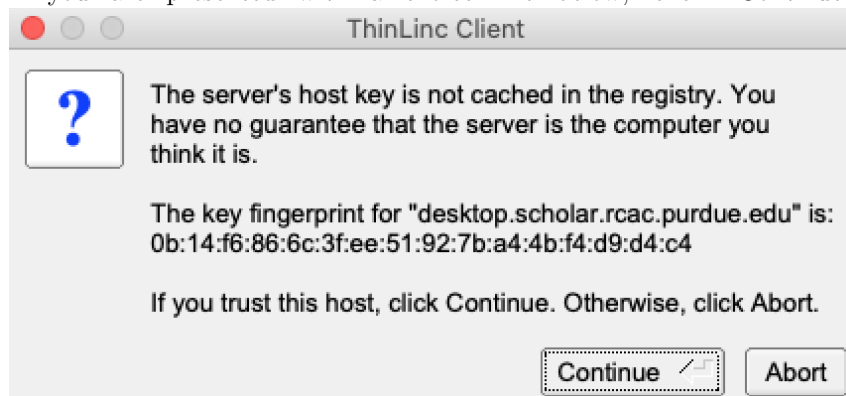 ThinLinc Client
?
The server's host key is not cached in the registry. You
have no guarantee that the server is the computer you
think it is.
The key fingerprint for "desktop.scholar.rcac.purdue.edu" is:
0b:14:f6:86:6c:3f:ee:51:92:7b:a4:4b:f4:d9:d4:c4
If you trust this host, click Continue. Otherwise, click Abort.
Continue Abort